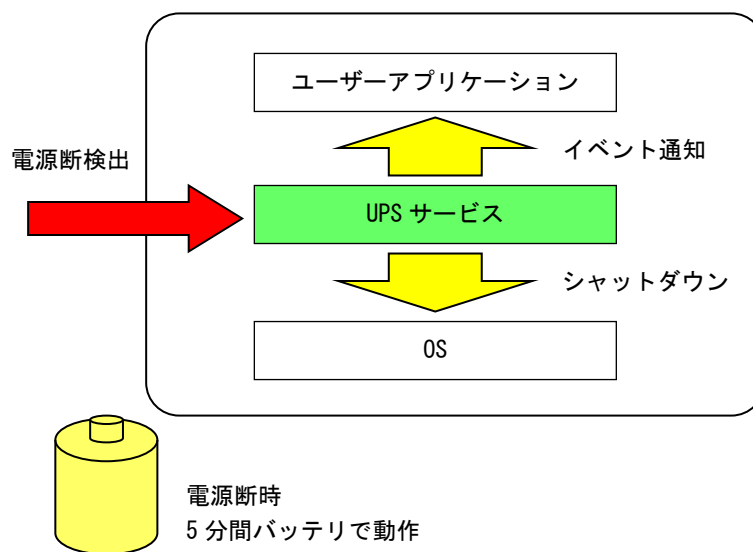 ユーザーアプリケーション
イベント通知
電源断検出
UPS サービス
シャットダウン
OS
電源断時
5 分間バッテリで動作